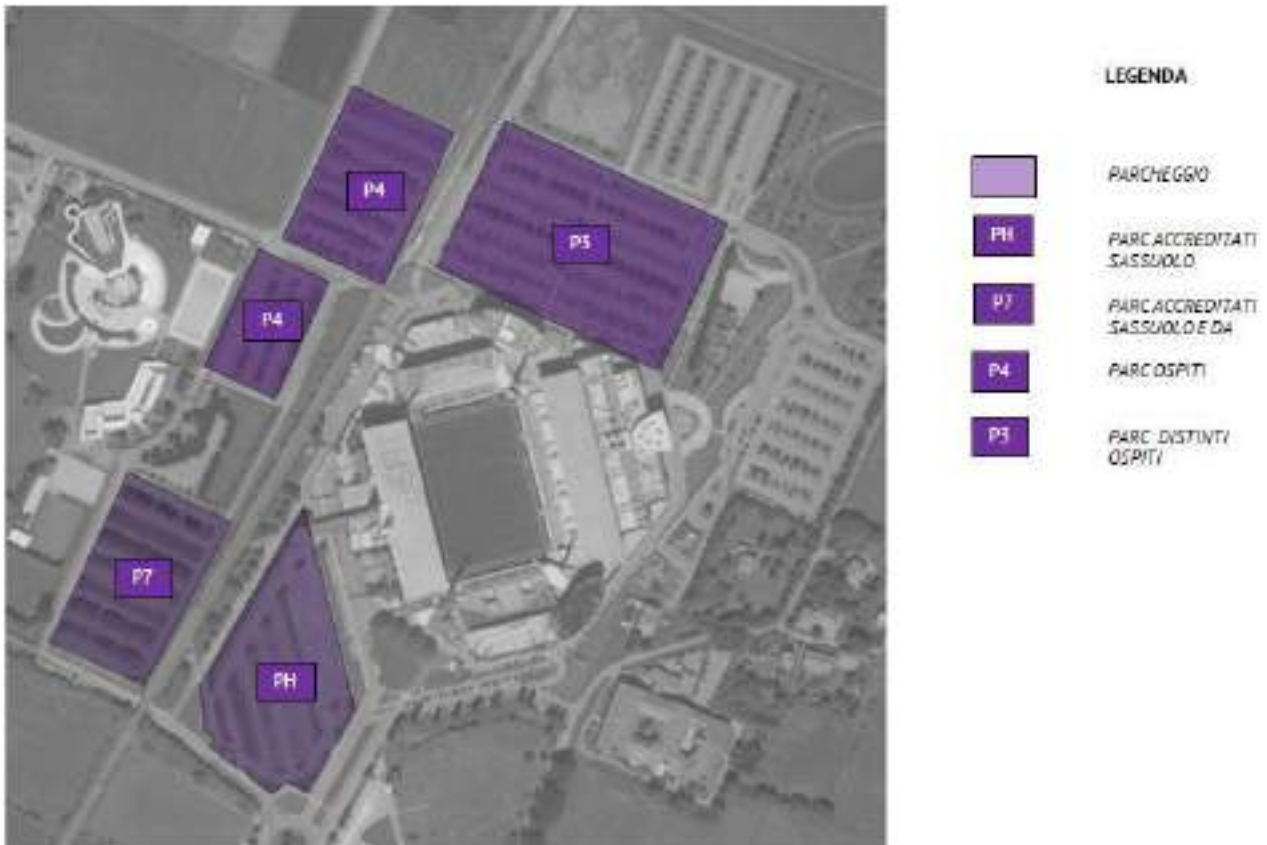 P4
P3
P4
P7
PH
LEGENDA
PARCHEGGIO
PH
PARC ACCREDITATI
SASSUOLO
P7
PARC ACCREDITATI
SASSUOLO E DA
P4
PARC OSPITI
P3
PARC DISTINTI
OSPITI